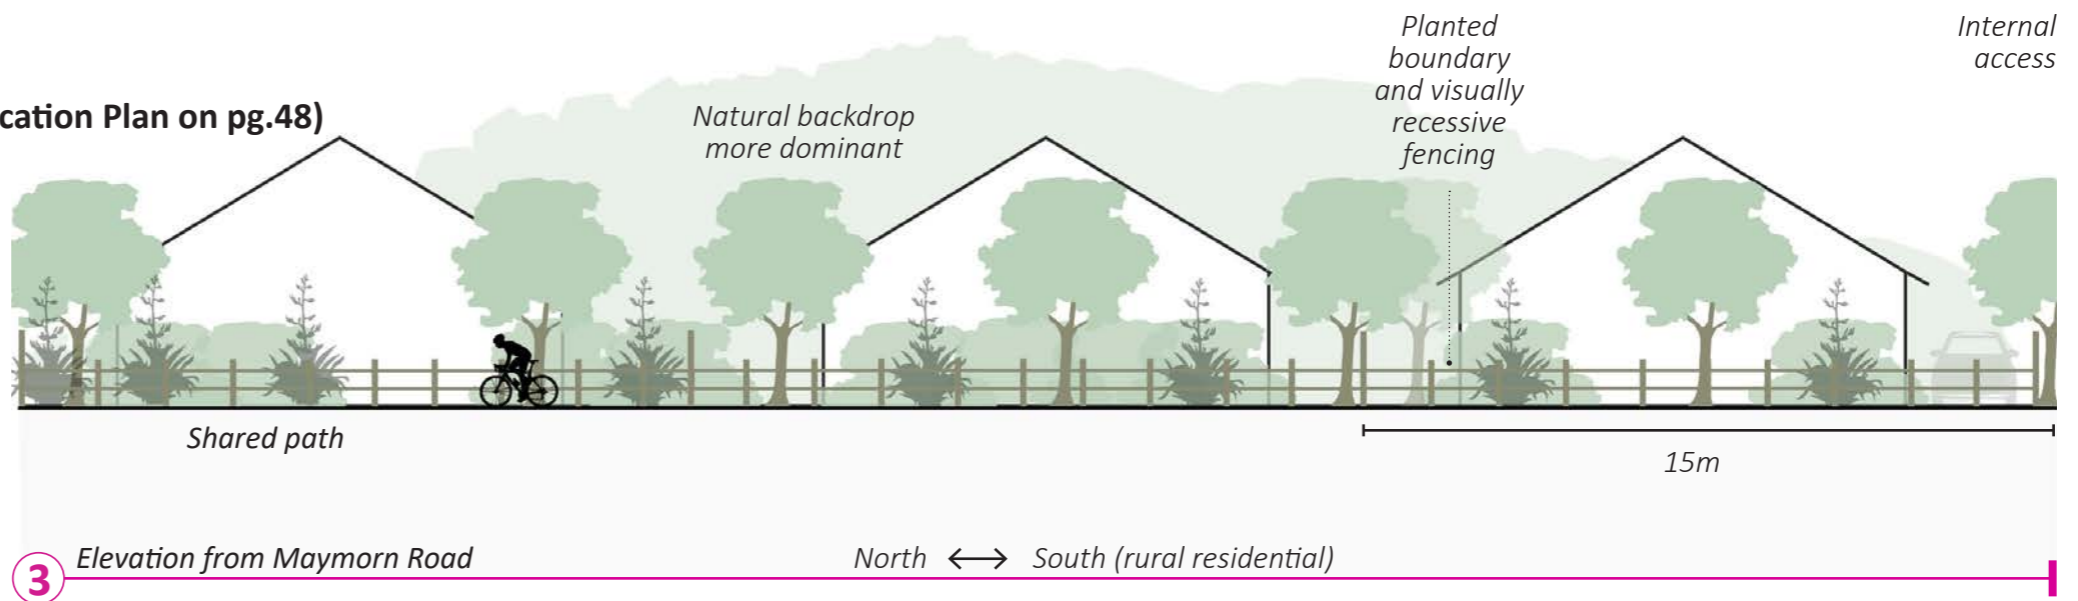 cation Plan on pg.48)
Natural backdrop
more dominant
Planted
boundary
and visually
recessive
fencing
Internal
access
Shared path
15m
3
Elevation from Maymorn Road
North ⟷ South (rural residential)